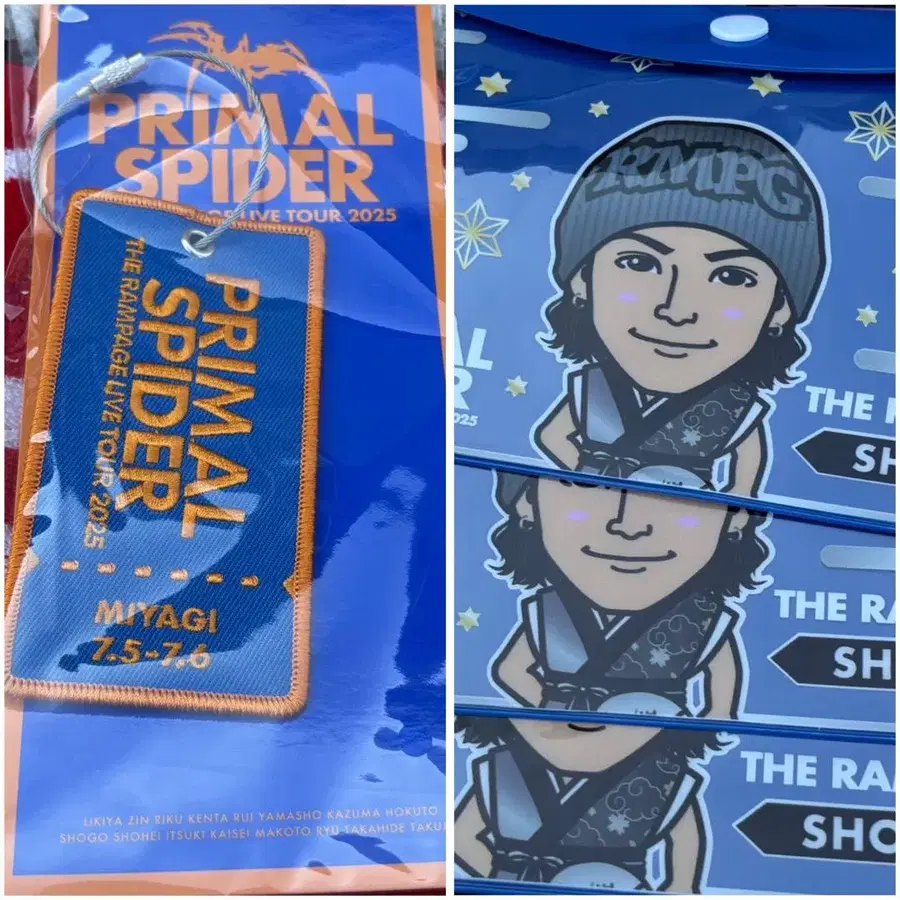 PRIMAL
SPIDER
LIVE TOUR 2025
PRIMAL
SPIDER
THE RAMPAGE LIVE TOUR 2025
MIYAGI
7.5-7.6
LIKIYA ZIN RIKU KENTA RUI YAMASHO KAZUMA HOKUTO
SHOGO SHOHEI ITSUKI KAISEI MAKOTO RYU TAKAHIDE TAKU
RMPG
AL
R
025
THE
SH
THE RA
SH
THE RA
SHO